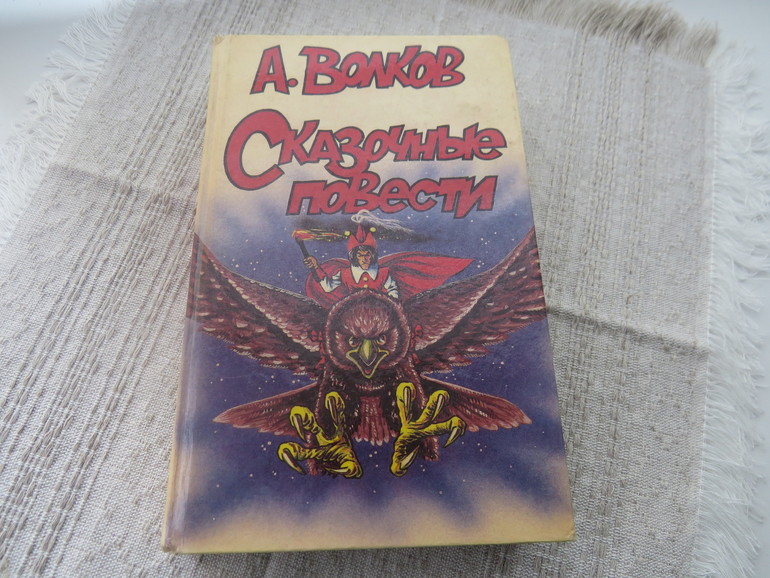 А. Волков
Сказочные
повести